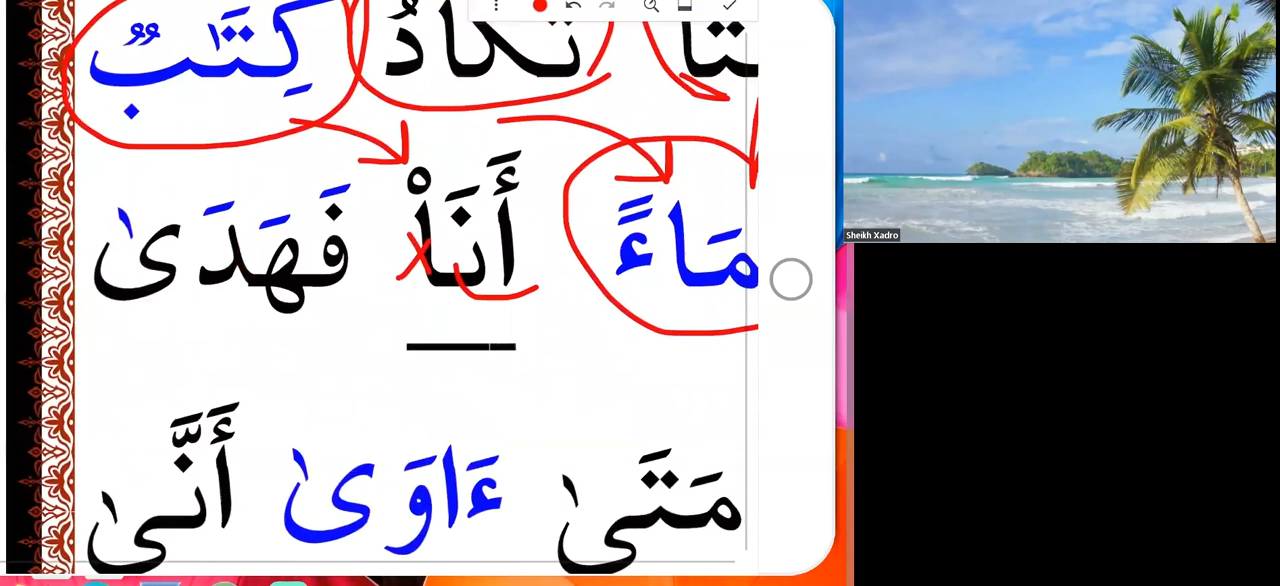 تَكَادُ كِتَٰبٌ
مَاءً أَنَا۠ فَهَدَىٰ
مَتَىٰ ءَاوَىٰ أَنَّىٰ
Sheikh Xadro